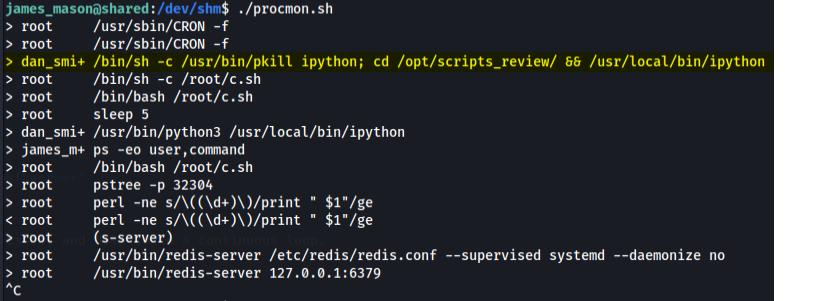 james_mason@shared:/dev/shm$ ./procmon.sh
> root     /usr/sbin/CRON -f
> root     /usr/sbin/CRON -f
> dan_smi+ /bin/sh -c /usr/bin/pkill ipython; cd /opt/scripts_review/ && /usr/local/bin/ipython
> root     /bin/sh -c /root/c.sh
> root     /bin/bash /root/c.sh
> root     sleep 5
> dan_smi+ /usr/bin/python3 /usr/local/bin/ipython
> james_m+ ps -eo user,command
> root     /bin/bash /root/c.sh
> root     pstree -p 32304
> root     perl -ne s/\((\d+)\)/print " $1"/ge
< root     perl -ne s/\((\d+)\)/print " $1"/ge
> root     (s-server)
> root     /usr/bin/redis-server /etc/redis/redis.conf --supervised systemd --daemonize no
> root     /usr/bin/redis-server 127.0.0.1:6379
^C